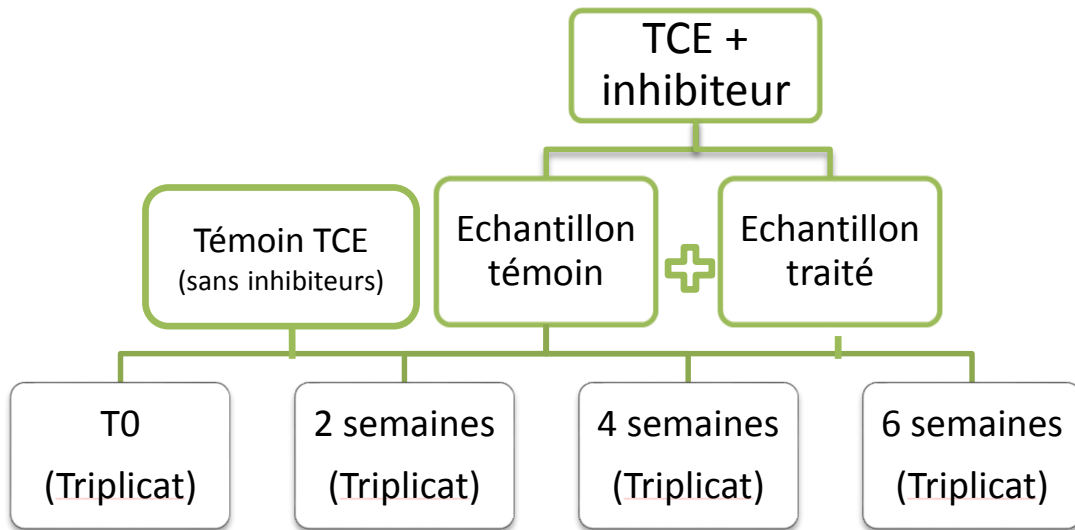 TCE +
inhibiteur
Témoin TCE
(sans inhibiteurs)
Echantillon
témoin
Echantillon
traité
T0
(Triplicat)
2 semaines
(Triplicat)
4 semaines
(Triplicat)
6 semaines
(Triplicat)